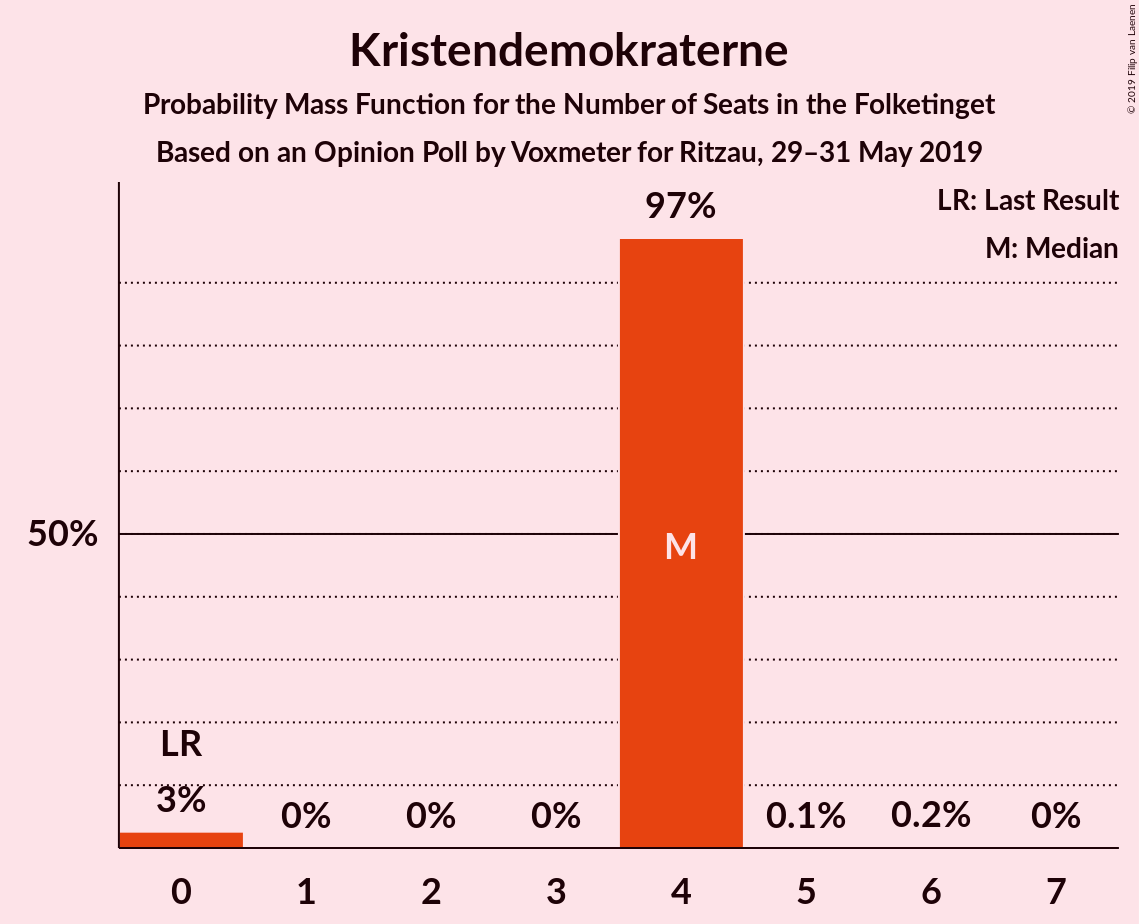 Kristendemokraterne
Probability Mass Function for the Number of Seats in the Folketinget
Based on an Opinion Poll by Voxmeter for Ritzau, 29–31 May 2019
© 2019 Filip van Laenen
LR: Last Result
M: Median
97%
50%
M
LR
3%
0%
0%
0%
0.1%
0.2%
0%
0 1 2 3 4 5 6 7